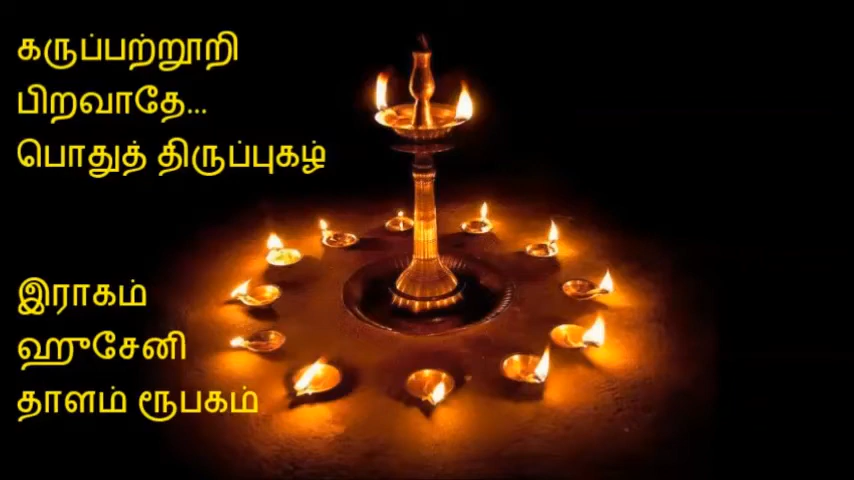 கருப்பற்றூறி
பிறவாதே...
பொதுத் திருப்புகழ்
இராகம்
ஹுசேனி
தாளம் ரூபகம்